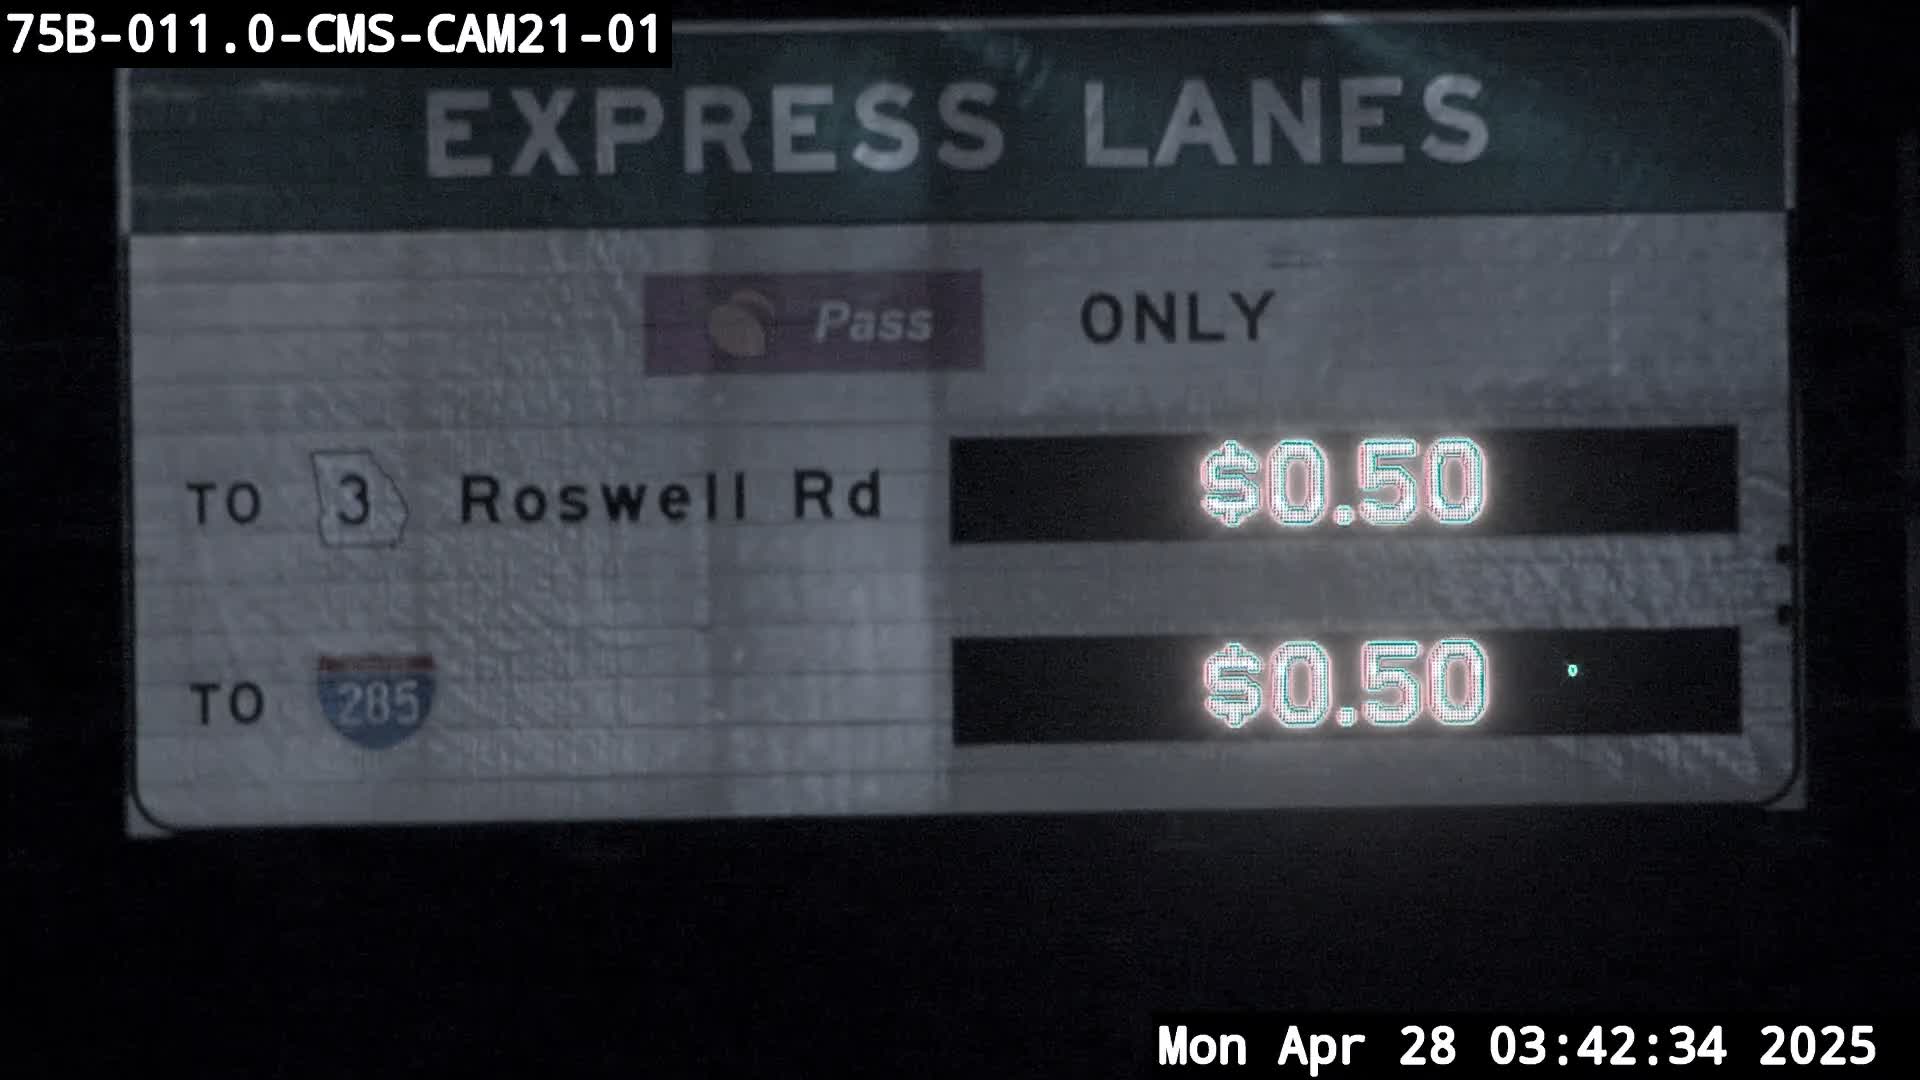 75B-011.0-CMS-CAM21-01
EXPRESS LANES
Pass ONLY
TO 3 Roswell Rd $0.50
TO 285 $0.50
Mon Apr 28 03:42:34 2025